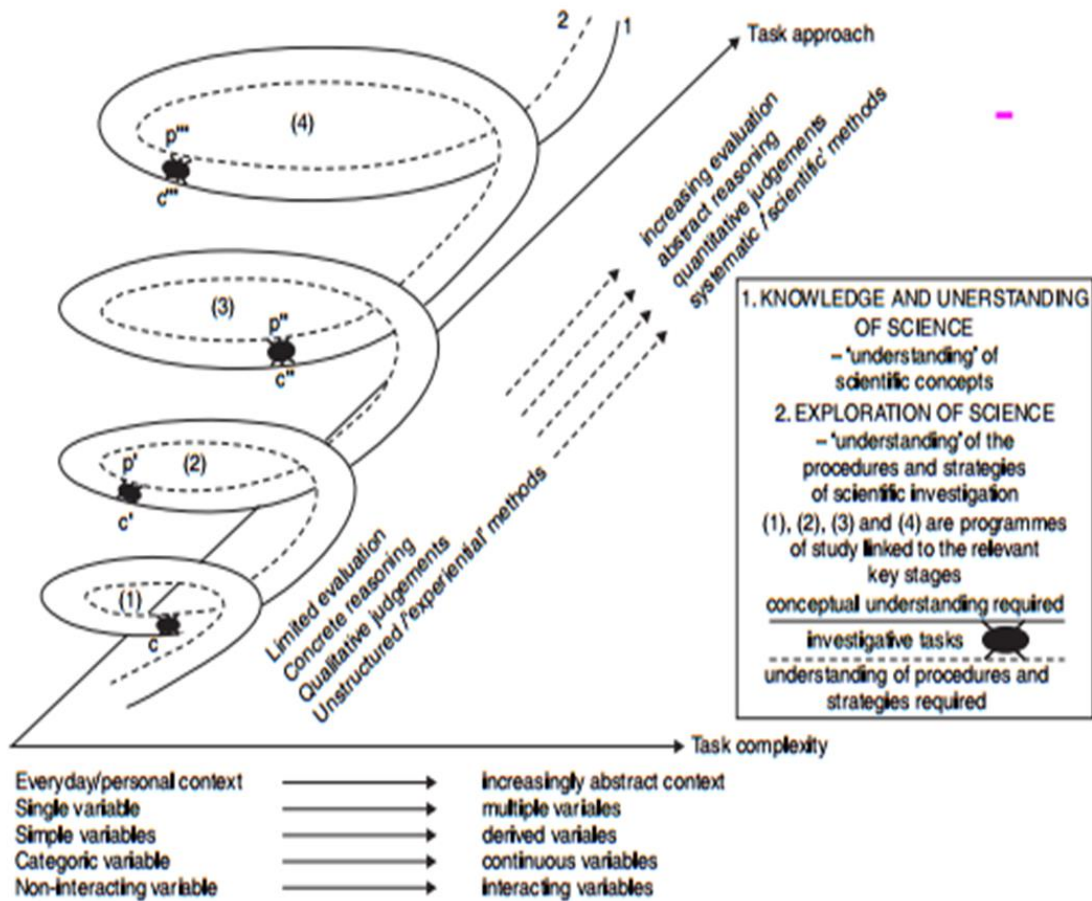 2
1
Task approach
(4)
p'''
c'''
increasing evaluation
abstract reasoning
quantitative judgements
systematic /'scientific' methods
(3)
p''
c''
1. KNOWLEDGE AND UNERSTANDING
OF SCIENCE
– 'understanding' of
scientific concepts
2. EXPLORATION OF SCIENCE
– 'understanding' of the
procedures and strategies
of scientific investigation
(1), (2), (3) and (4) are programmes
of study linked to the relevant
key stages
conceptual understanding required
investigative tasks
understanding of procedures and
strategies required
(2)
p'
c'
(1)
c
Limited evaluation
Concrete reasoning
Qualitative judgements
Unstructured /'experiential' methods
Task complexity
Everyday/personal context
increasingly abstract context
Single variable
multiple variales
Simple variables
derived variales
Categoric variable
continuous variables
Non-interacting variable
interacting variables